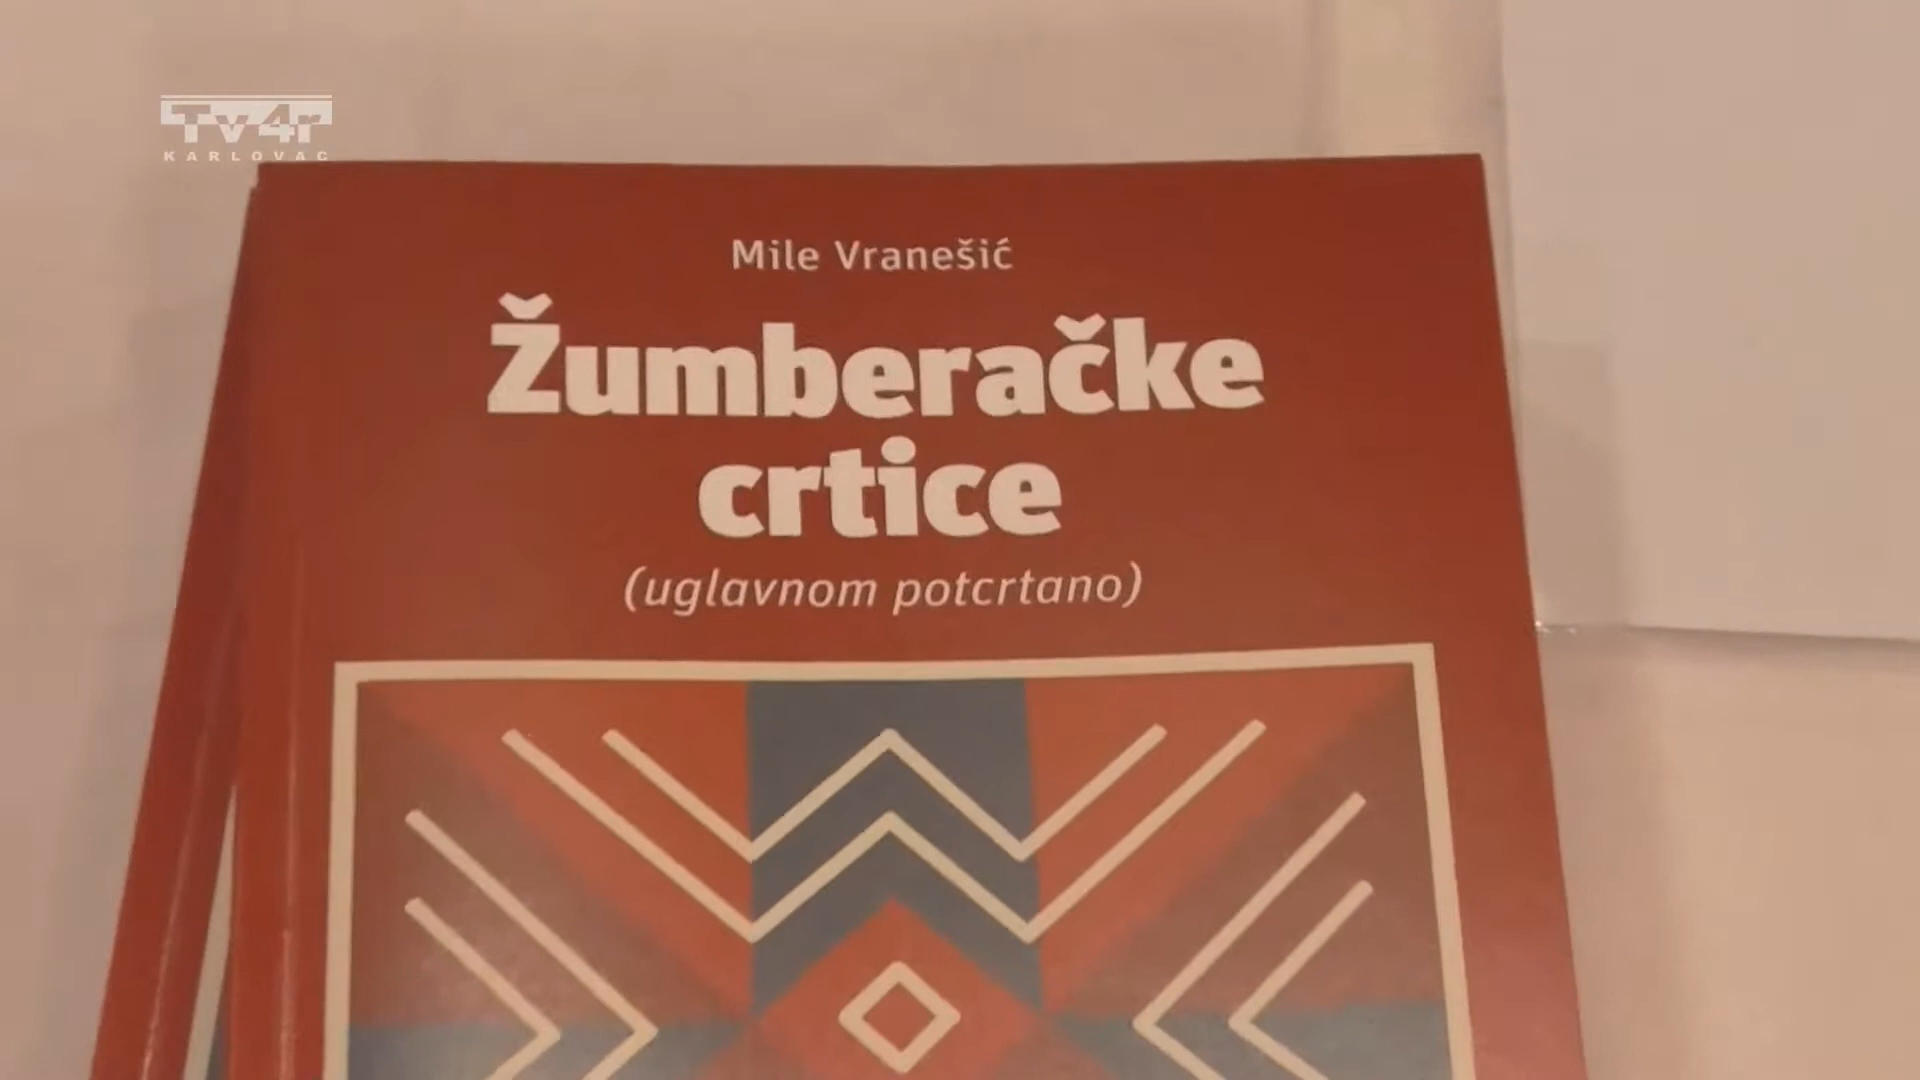 Tv4r
KARLOVAC
Mile Vranešić
Žumberačke
crtice
(uglavnom potcrtano)